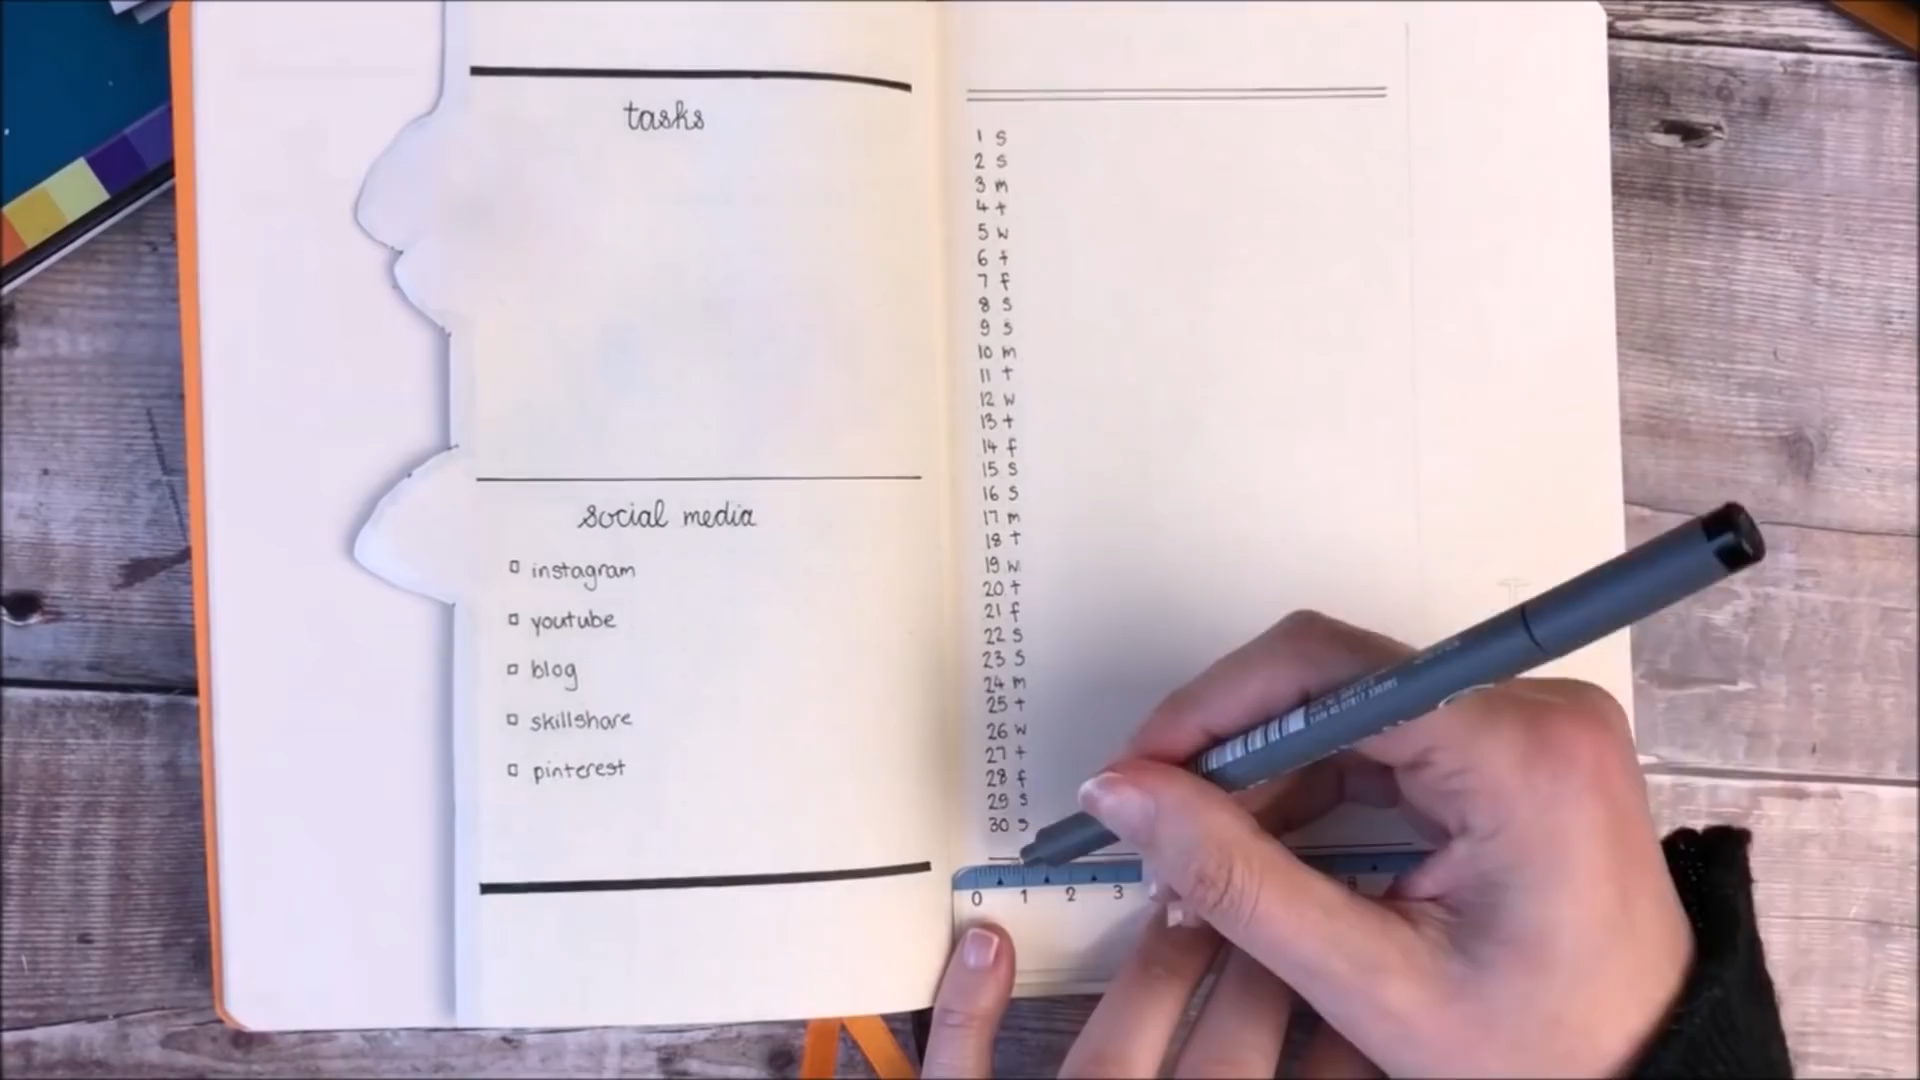 tasks
social media
instagram
youtube
blog
skillshare
pinterest
1 s
2 s
3 m
4 t
5 w
6 t
7 f
8 s
9 s
10 m
11 t
12 w
13 t
14 f
15 s
16 s
17 m
18 t
19 w
20 t
21 f
22 s
23 s
24 m
25 t
26 w
27 t
28 f
29 s
30 s
0 1 2 3